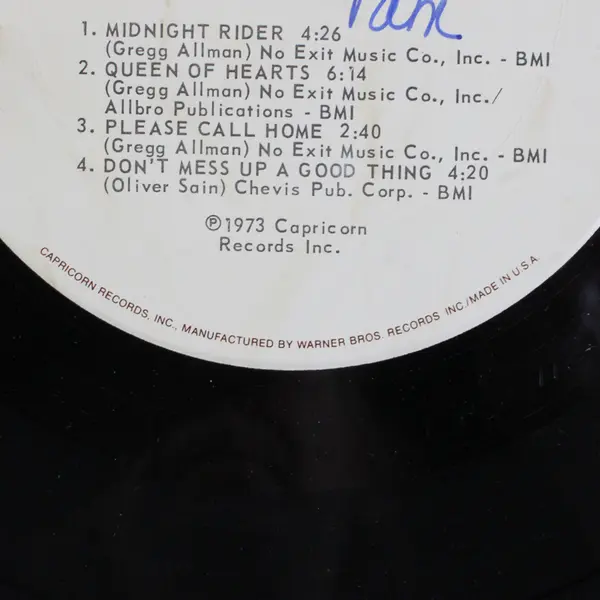 Pam
1. MIDNIGHT RIDER 4:26
(Gregg Allman) No Exit Music Co., Inc. - BMI
2. QUEEN OF HEARTS 6:14
(Gregg Allman) No Exit Music Co., Inc./
Allbro Publications - BMI
3. PLEASE CALL HOME 2:40
(Gregg Allman) No Exit Music Co., Inc. - BMI
4. DON'T MESS UP A GOOD THING 4:20
(Oliver Sain) Chevis Pub. Corp. - BMI
℗1973 Capricorn
Records Inc.
CAPRICORN RECORDS, INC., MANUFACTURED BY WARNER BROS. RECORDS INC./MADE IN U.S.A.